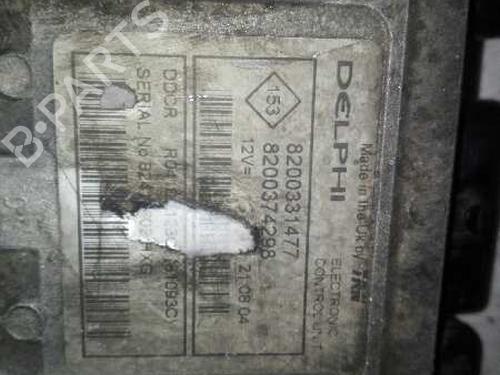 B-PARTS
DELPHI
Made in the UK by
ELECTRONIC
CONTROL UNIT
153
8200331477
8200374298
12V=
21 08 04
DDCR
SERIAL No